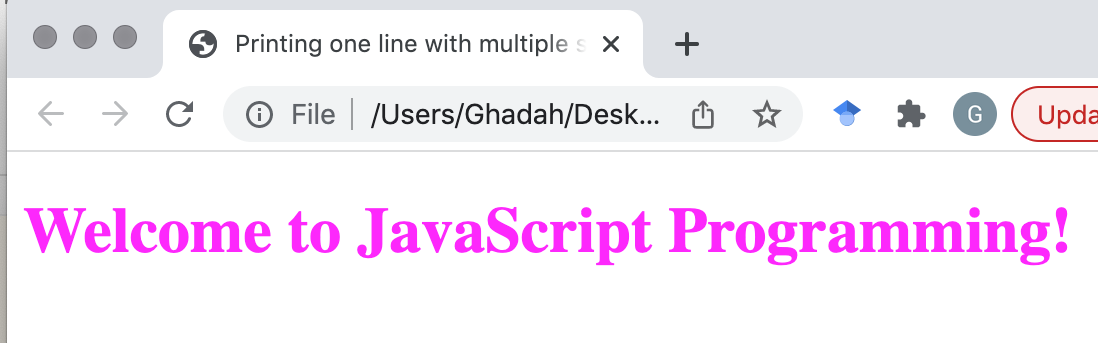 Printing one line with multiple
File
/Users/Ghadah/Desk...
G
Upda
Welcome to JavaScript Programming!